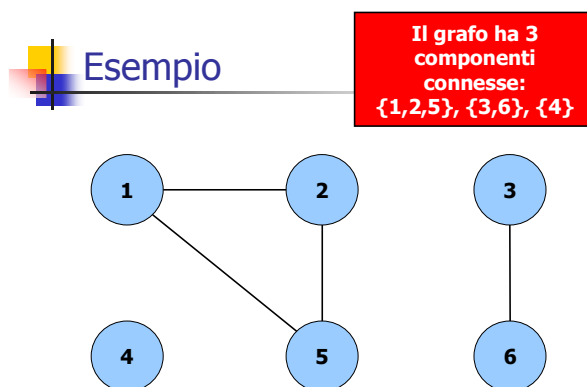 Esempio
Il grafo ha 3
componenti
connesse:
{1,2,5}, {3,6}, {4}
1
2
3
4
5
6